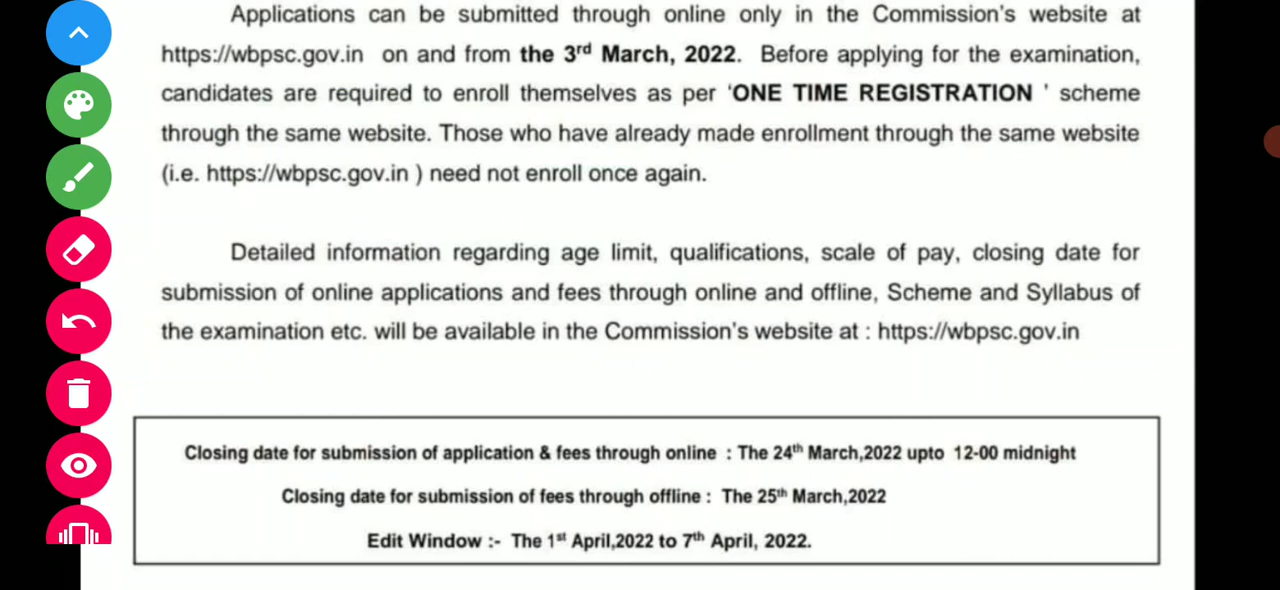 Applications can be submitted through online only in the Commission's website at
https://wbpsc.gov.in on and from the 3rd March, 2022. Before applying for the examination,
candidates are required to enroll themselves as per 'ONE TIME REGISTRATION ' scheme
through the same website. Those who have already made enrollment through the same website
(i.e. https://wbpsc.gov.in ) need not enroll once again.
Detailed information regarding age limit, qualifications, scale of pay, closing date for
submission of online applications and fees through online and offline, Scheme and Syllabus of
the examination etc. will be available in the Commission's website at : https://wbpsc.gov.in
Closing date for submission of application & fees through online : The 24th March,2022 upto 12-00 midnight
Closing date for submission of fees through offline : The 25th March,2022
Edit Window :- The 1st April,2022 to 7th April, 2022.